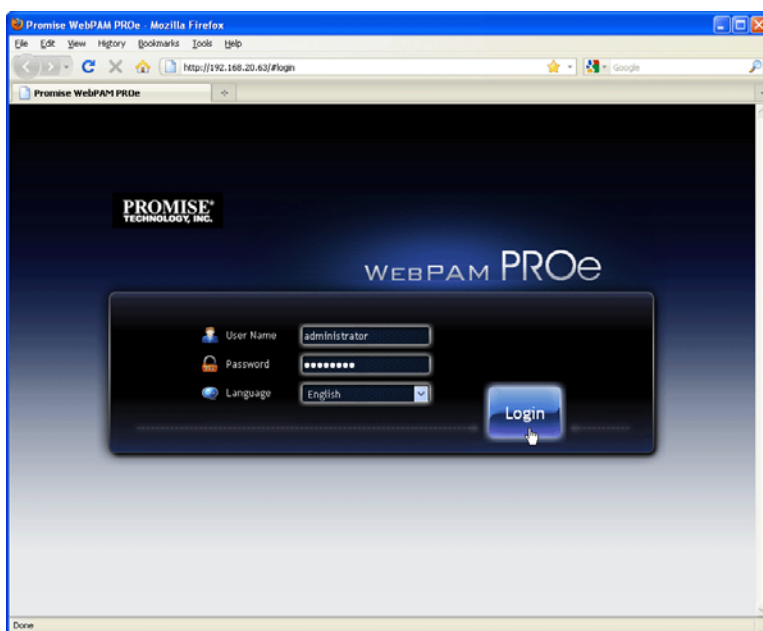 Promise WebPAM PROe - Mozilla Firefox
File Edit View History Bookmarks Tools Help
http://192.168.20.63/#login
Google
Promise WebPAM PROe
PROMISE®
TECHNOLOGY, INC.
WEBPAM PROe
User Name administrator
Password ••••••••
Language English
Login
Done